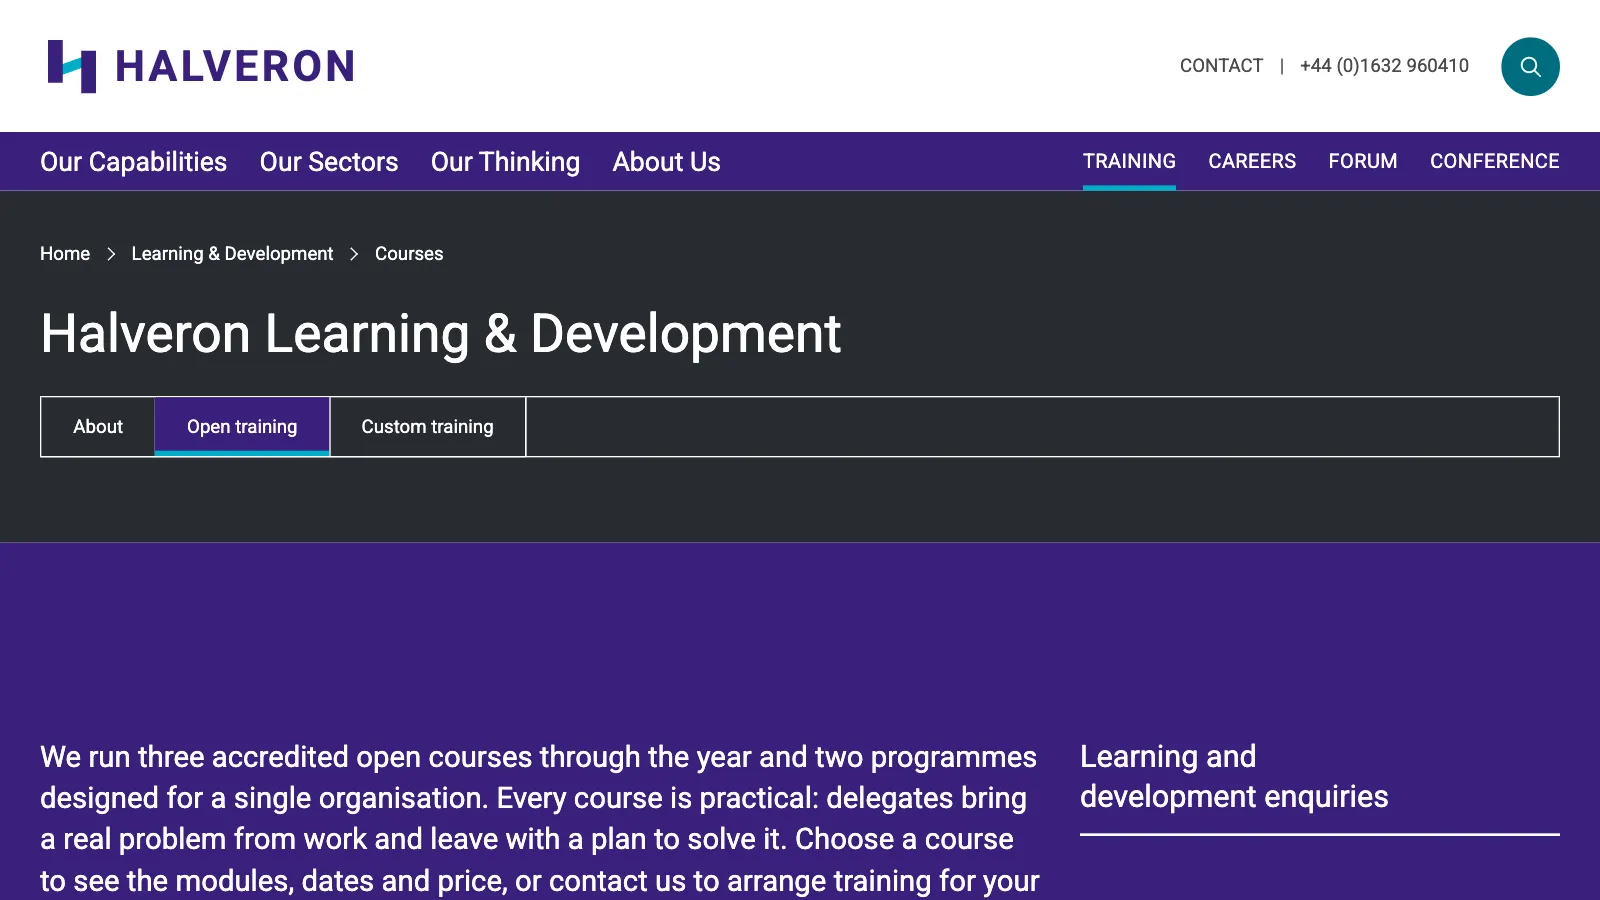 HALVERON
CONTACT | +44 (0)1632 960410
Our Capabilities Our Sectors Our Thinking About Us TRAINING CAREERS FORUM CONFERENCE
Home > Learning & Development > Courses
Halveron Learning & Development
About Open training Custom training
We run three accredited open courses through the year and two programmes
designed for a single organisation. Every course is practical: delegates bring
a real problem from work and leave with a plan to solve it. Choose a course
to see the modules, dates and price, or contact us to arrange training for your
Learning and
development enquiries